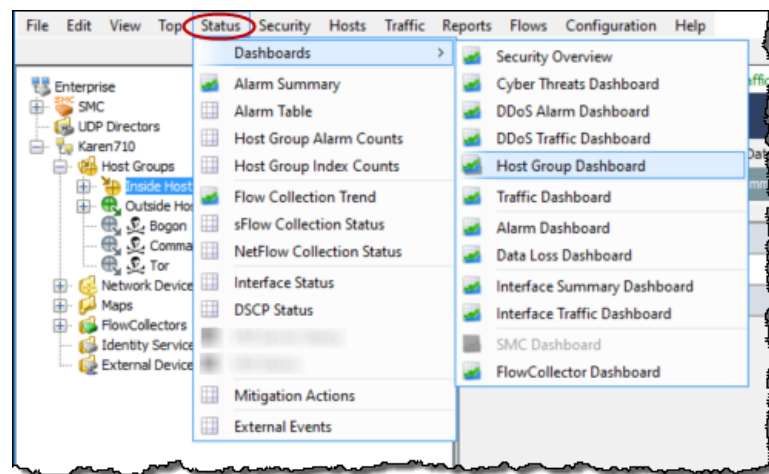 File Edit View Top Status Security Hosts Traffic Reports Flows Configuration Help
Enterprise
SMC
UDP Directors
Karen710
Host Groups
Inside Host
Outside Hos
Bogon
Comma
Tor
Network Device
Maps
FlowCollectors
Identity Service
External Device
Dashboards >
Alarm Summary
Alarm Table
Host Group Alarm Counts
Host Group Index Counts
Flow Collection Trend
sFlow Collection Status
NetFlow Collection Status
Interface Status
DSCP Status
Mitigation Actions
External Events
Security Overview
Cyber Threats Dashboard
DDoS Alarm Dashboard
DDoS Traffic Dashboard
Host Group Dashboard
Traffic Dashboard
Alarm Dashboard
Data Loss Dashboard
Interface Summary Dashboard
Interface Traffic Dashboard
SMC Dashboard
FlowCollector Dashboard